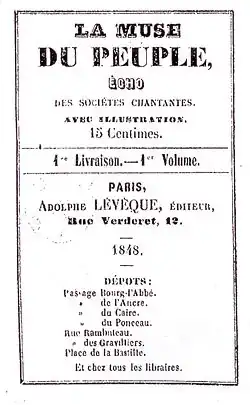 LA MUSE
DU PEUPLE,
ÉCHO
DES SOCIÉTÉS CHANTANTES.
AVEC ILLUSTRATION.
15 Centimes.
1re Livraison.—1er Volume.
PARIS,
ADOLPHE LÉVÊQUE, ÉDITEUR,
Rue Verderet, 12.
1848.
DÉPOTS:
Passage Bourg-l'Abbé.
» de l'Ancre.
» du Caire.
» du Ponceau.
Rue Rambuteau.
» des Gravilliers.
Place de la Bastille.
Et chez tous les libraires.